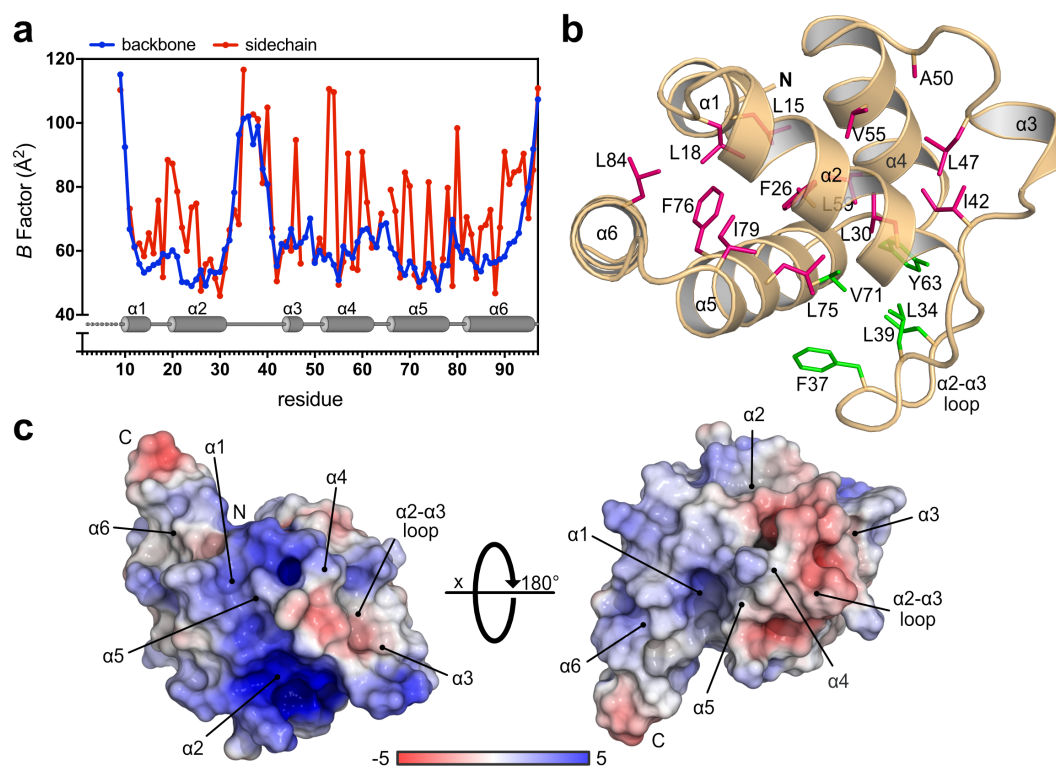 a
backbone
sidechain
B Factor (Å²)
120
100
80
60
40
α1
α2
α3
α4
α5
α6
10
20
30
40
50
60
70
80
90
residue
b
N
A50
α1
L15
α3
V55
L18
L47
α4
L84
α2
F26
L59
I42
F76
I79
L30
α6
Y63
V71
α5
L75
L34
L39
F37
α2-α3
loop
c
C
α1
N
α4
α6
α2-α3
loop
α5
α3
α2
x
180°
α2
α3
α1
α2-α3
loop
α6
α5
α4
C
-5
5